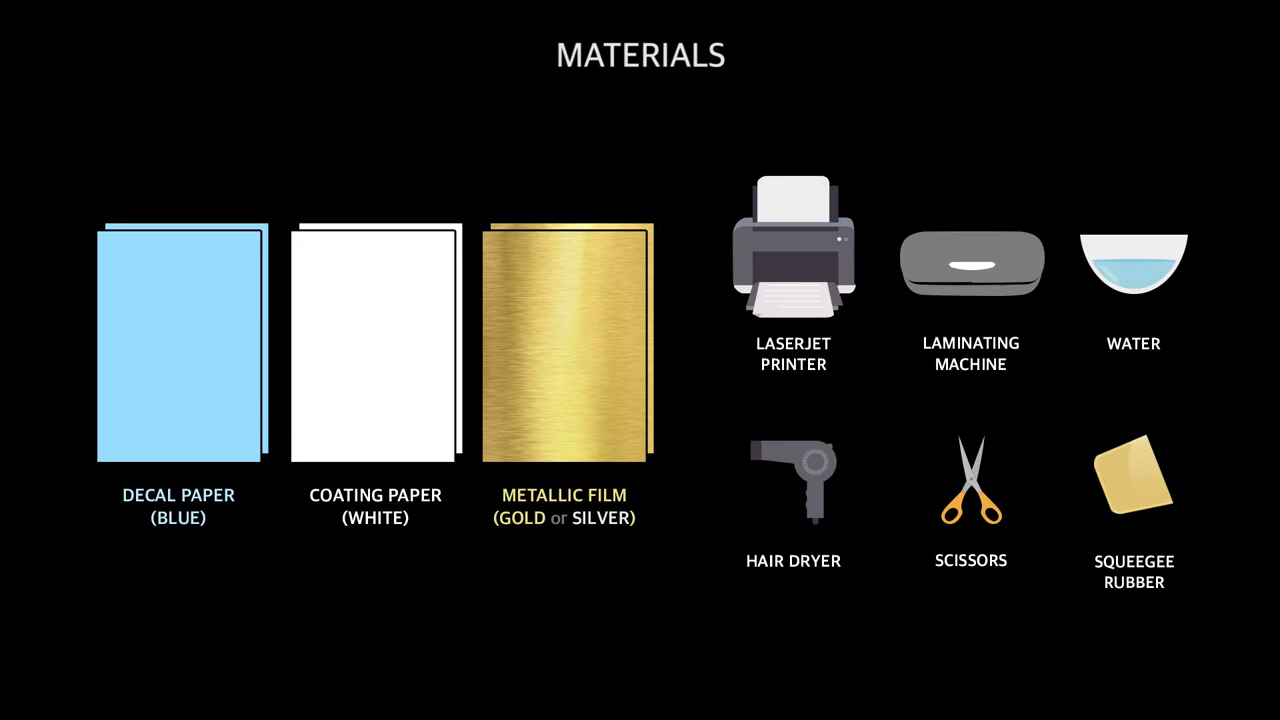 MATERIALS
DECAL PAPER
(BLUE)
COATING PAPER
(WHITE)
METALLIC FILM
(GOLD or SILVER)
LASERJET
PRINTER
LAMINATING
MACHINE
WATER
HAIR DRYER
SCISSORS
SQUEEGEE
RUBBER